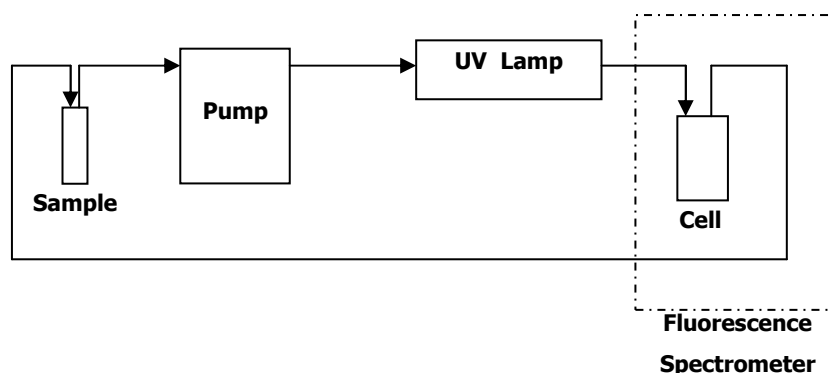 UV Lamp
Pump
Sample
Cell
Fluorescence
Spectrometer